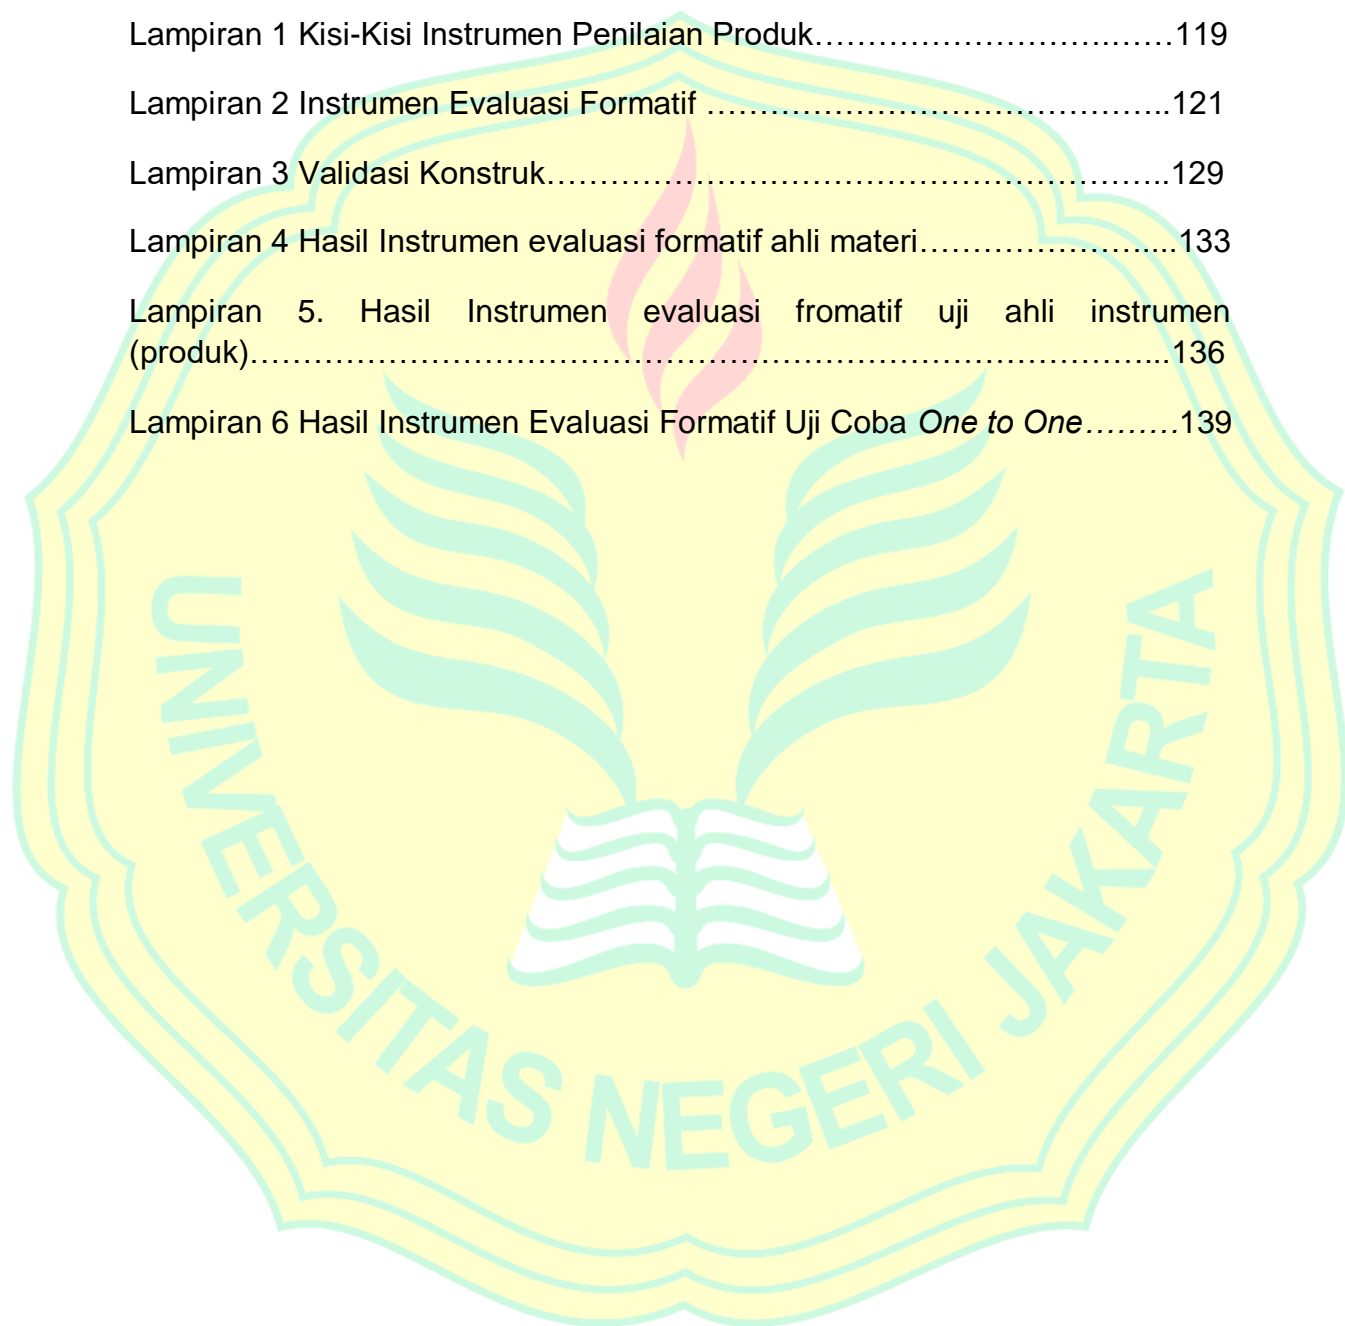 Lampiran 1 Kisi-Kisi Instrumen Penilaian Produk……………………….……119
Lampiran 2 Instrumen Evaluasi Formatif ……………………………………..121
Lampiran 3 Validasi Konstruk…………………………………………….……..129
Lampiran 4 Hasil Instrumen evaluasi formatif ahli materi…………………....133
Lampiran 5. Hasil Instrumen evaluasi fromatif uji ahli instrumen
(produk)…………………………………………………………………………...136
Lampiran 6 Hasil Instrumen Evaluasi Formatif Uji Coba One to One………139
UNIVERSITAS NEGERI JAKARTA